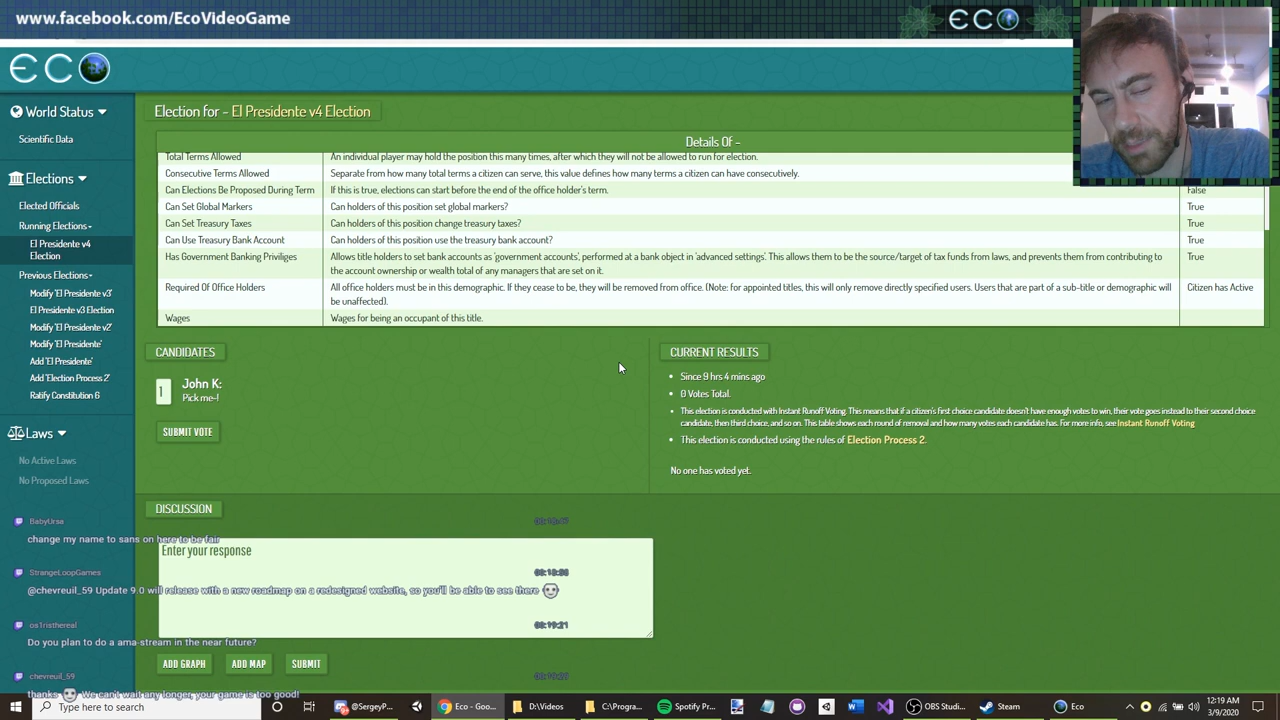 www.facebook.com/EcoVideoGame
ECO
ECO
World Status
Scientific Data
Elections
Elected Officials
Running Elections
El Presidente v4
Election
Previous Elections
Modify 'El Presidente v3'
El Presidente v3 Election
Modify 'El Presidente v2'
Modify 'El Presidente'
Add 'El Presidente'
Add 'Election Process 2'
Ratify Constitution 6
Laws
No Active Laws
No Proposed Laws
Election for - El Presidente v4 Election
Details Of -
Total Terms Allowed An individual player may hold the position this many times, after which they will not be allowed to run for election.
Consecutive Terms Allowed Separate from how many total terms a citizen can serve, this value defines how many terms a citizen can have consecutively.
Can Elections Be Proposed During Term If this is true, elections can start before the end of the office holder's term. False
Can Set Global Markers Can holders of this position set global markers? True
Can Set Treasury Taxes Can holders of this position change treasury taxes? True
Can Use Treasury Bank Account Can holders of this position use the treasury bank account? True
Has Government Banking Priviliges Allows title holders to set bank accounts as 'government accounts', performed at a bank object in 'advanced settings'. This allows them to be the source/target of tax funds from laws, and prevents them from contributing True
to the account ownership or wealth total of any managers that are set on it.
Required Of Office Holders All office holders must be in this demographic. If they cease to be, they will be removed from office. (Note: for appointed titles, this will only remove directly specified users. Users that are part of a sub-title or demographic will Citizen has Active
be unaffected).
Wages Wages for being an occupant of this title.
CANDIDATES
1 John K:
Pick me-!
SUBMIT VOTE
CURRENT RESULTS
Since 9 hrs 4 mins ago
0 Votes Total.
This election is conducted with Instant Runoff Voting. This means that if a citizen's first choice candidate doesn't have enough votes to win, their vote goes instead to their second choice
candidate, then third choice, and so on. This table shows each round of removal and how many votes each candidate has. For more info, see Instant Runoff Voting.
This election is conducted using the rules of Election Process 2.
No one has voted yet.
DISCUSSION
Enter your response
ADD GRAPH ADD MAP SUBMIT
BabyUrsa
change my name to sans on here to be fair
StrangeLoopGames 00:18:56
@chevreuil_59 Update 9.0 will release with a new roadmap on a redesigned website, so you'll be able to see there
os1risthereal 00:19:21
Do you plan to do a ama-stream in the near future?
chevreuil_59
thanks We can't wait any longer, your game is too good!
Type here to search
@SergeyP...
Eco - Goo...
D:\Videos
C:\Progra...
Spotify Pr...
OBS Studi...
Steam
Eco
12:19 AM
3/9/2020